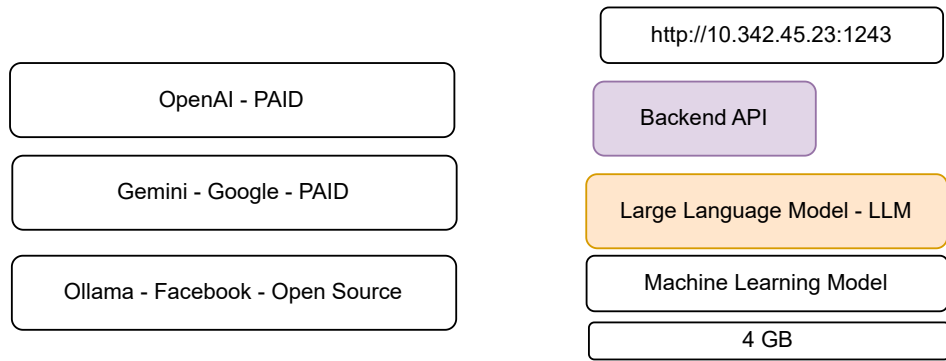 OpenAI - PAID
Gemini - Google - PAID
Ollama - Facebook - Open Source
http://10.342.45.23:1243
Backend API
Large Language Model - LLM
Machine Learning Model
4 GB